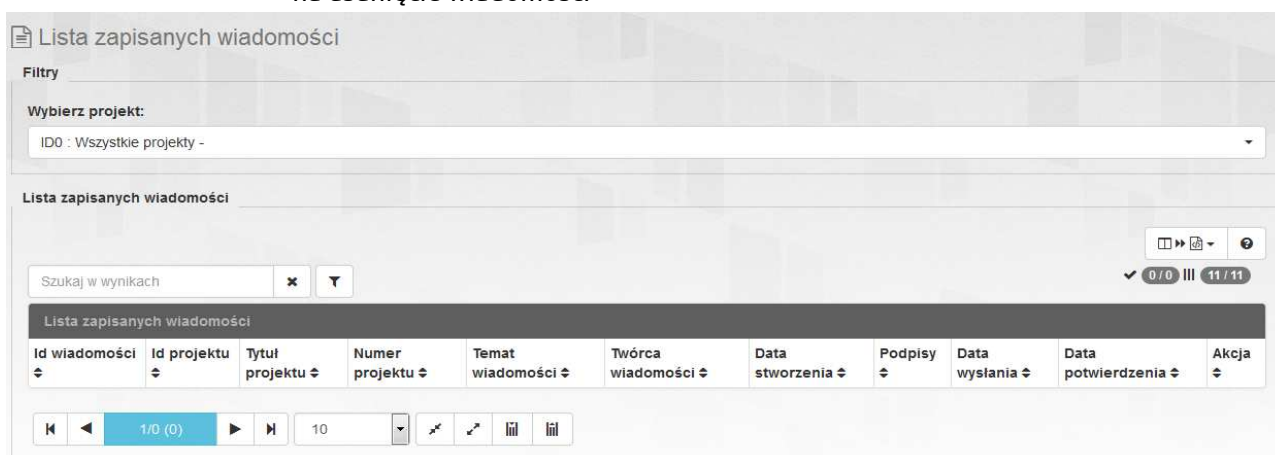 Lista zapisanych wiadomości
Filtry
Wybierz projekt:
ID0 : Wszystkie projekty -
Lista zapisanych wiadomości
Szukaj w wynikach
0 / 0 11 / 11
Lista zapisanych wiadomości
Id wiadomości Id projektu Tytuł projektu Numer projektu Temat wiadomości Twórca wiadomości Data stworzenia Podpisy Data wysłania Data potwierdzenia Akcja
1/0 (0) 10